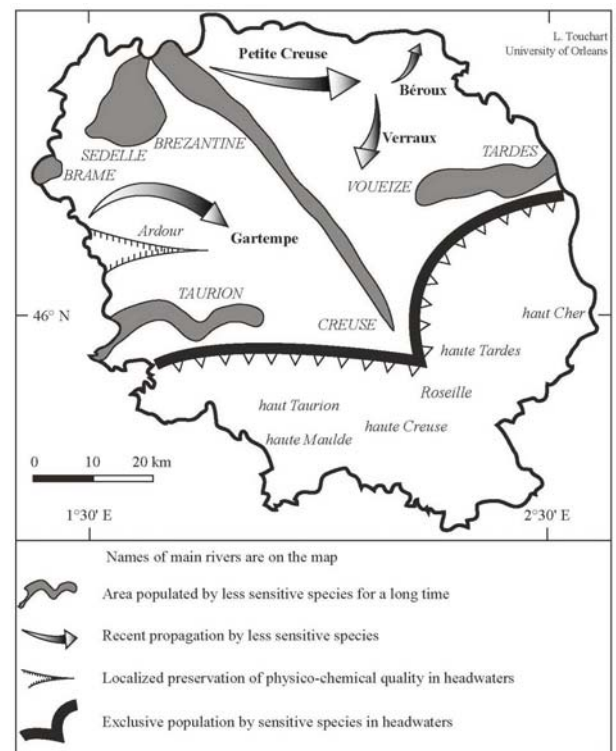 L. Touchart
University of Orleans
Petite Creuse
Béroux
Verraux
SEDELLE
BREZANTINE
TARDES
BRAME
VOUEIZE
Ardour
Gartempe
TAURION
46° N
CREUSE
haut Cher
haute Tardes
Roseille
haut Taurion
haute Creuse
haute Maulde
0 10 20 km
1°30' E
2°30' E
Names of main rivers are on the map
Area populated by less sensitive species for a long time
Recent propagation by less sensitive species
Localized preservation of physico-chemical quality in headwaters
Exclusive population by sensitive species in headwaters